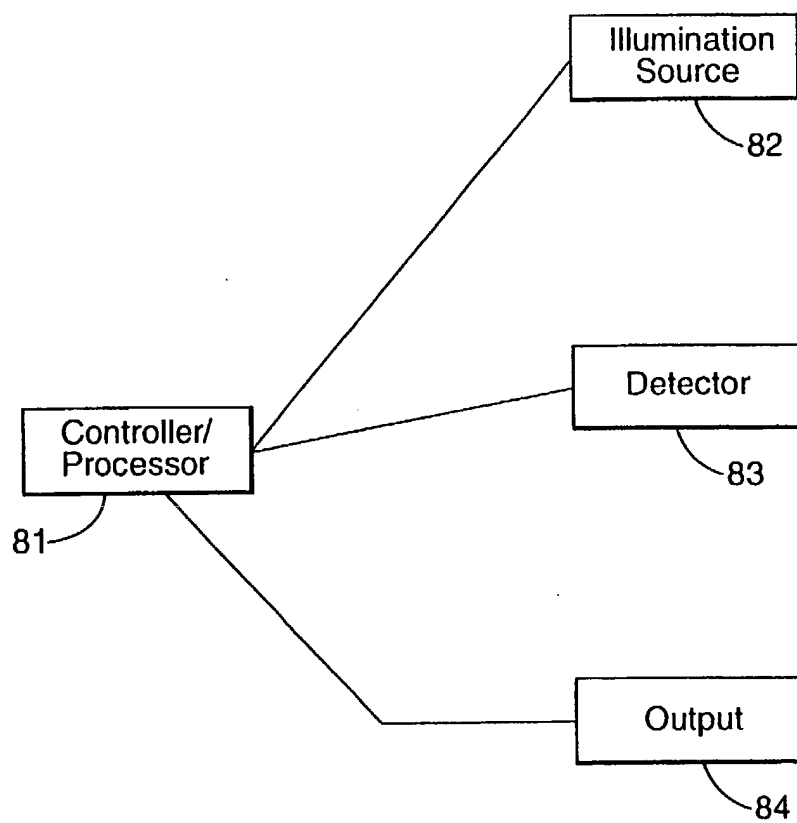 Illumination
Source
82
Detector
83
Controller/
Processor
81
Output
84